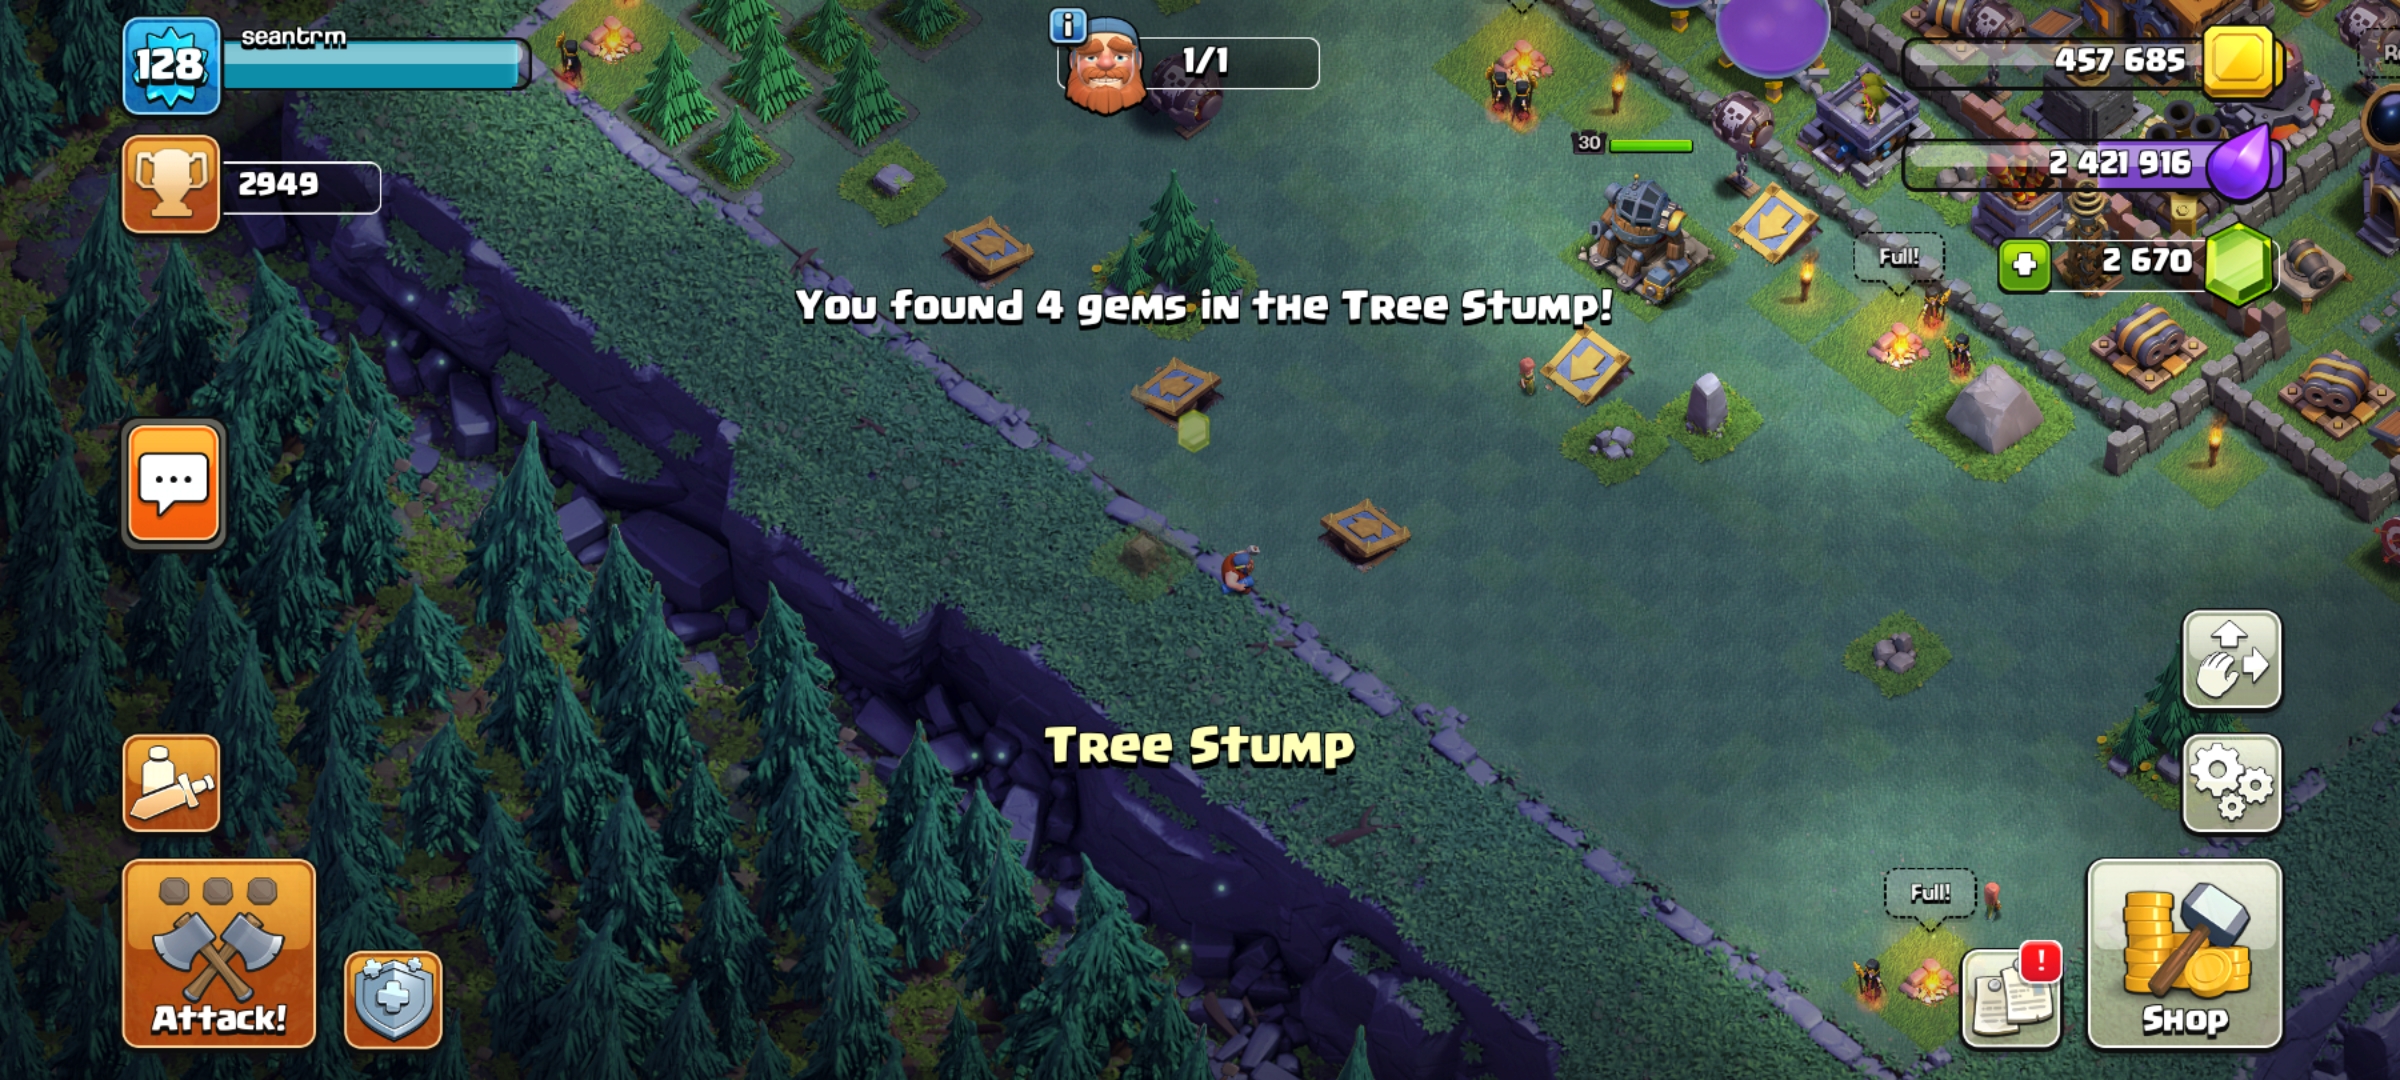 128
seantrm
1/1
457 685
2949
30
2 421 916
Full!
2 670
You found 4 gems in the Tree Stump!
Tree Stump
Full!
Attack!
Shop